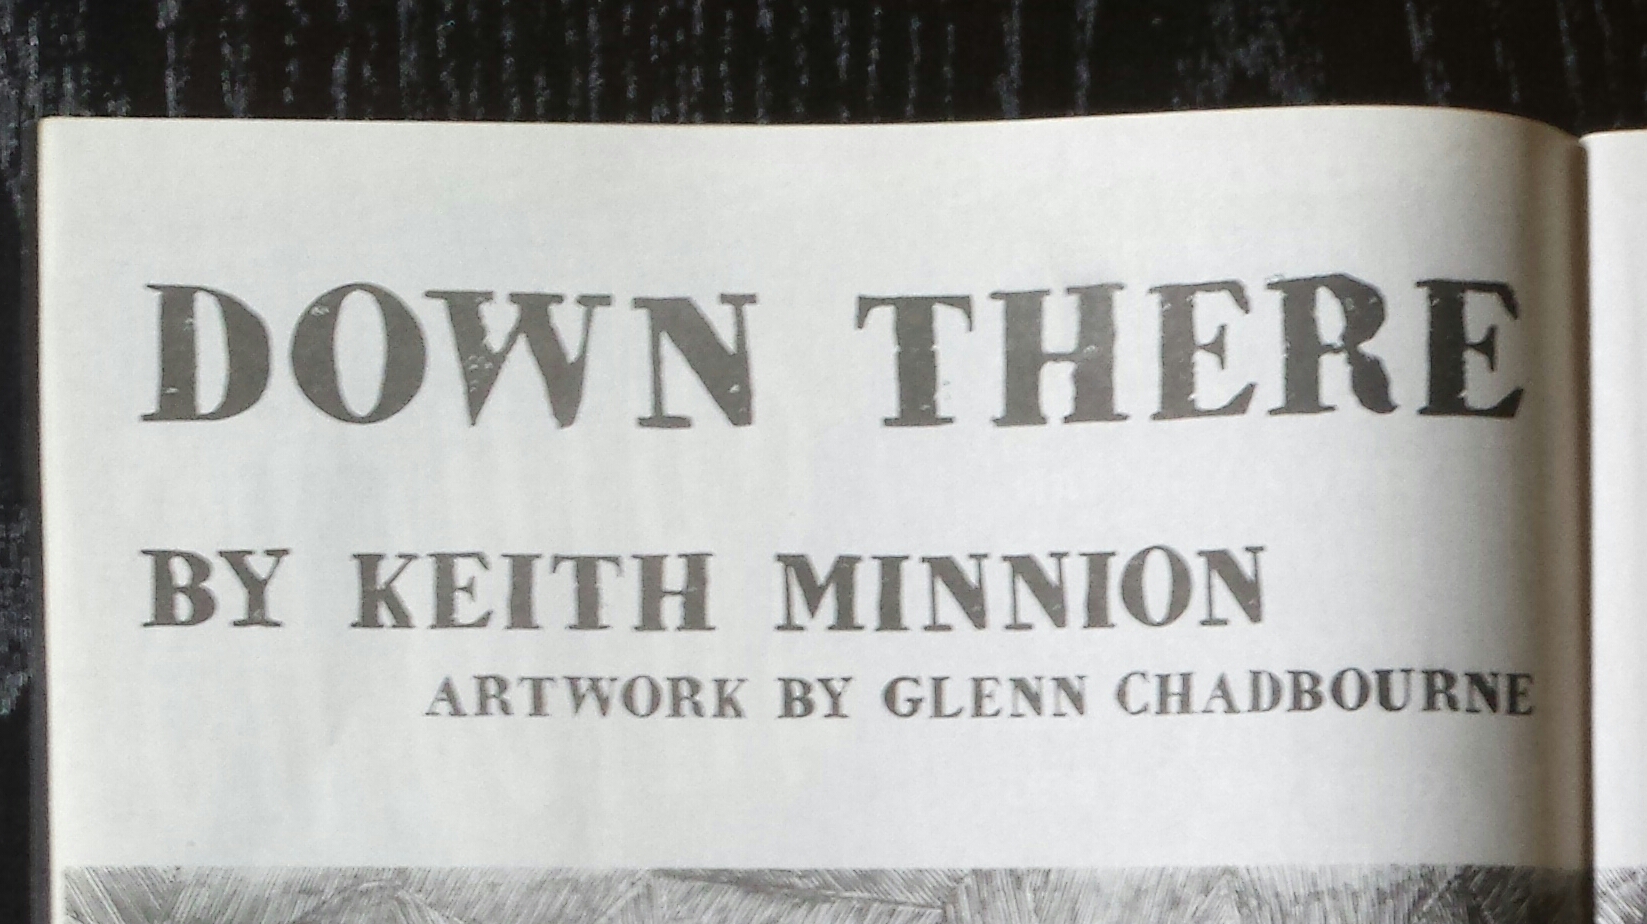 DOWN THERE
BY KEITH MINNION
ARTWORK BY GLENN CHADBOURNE